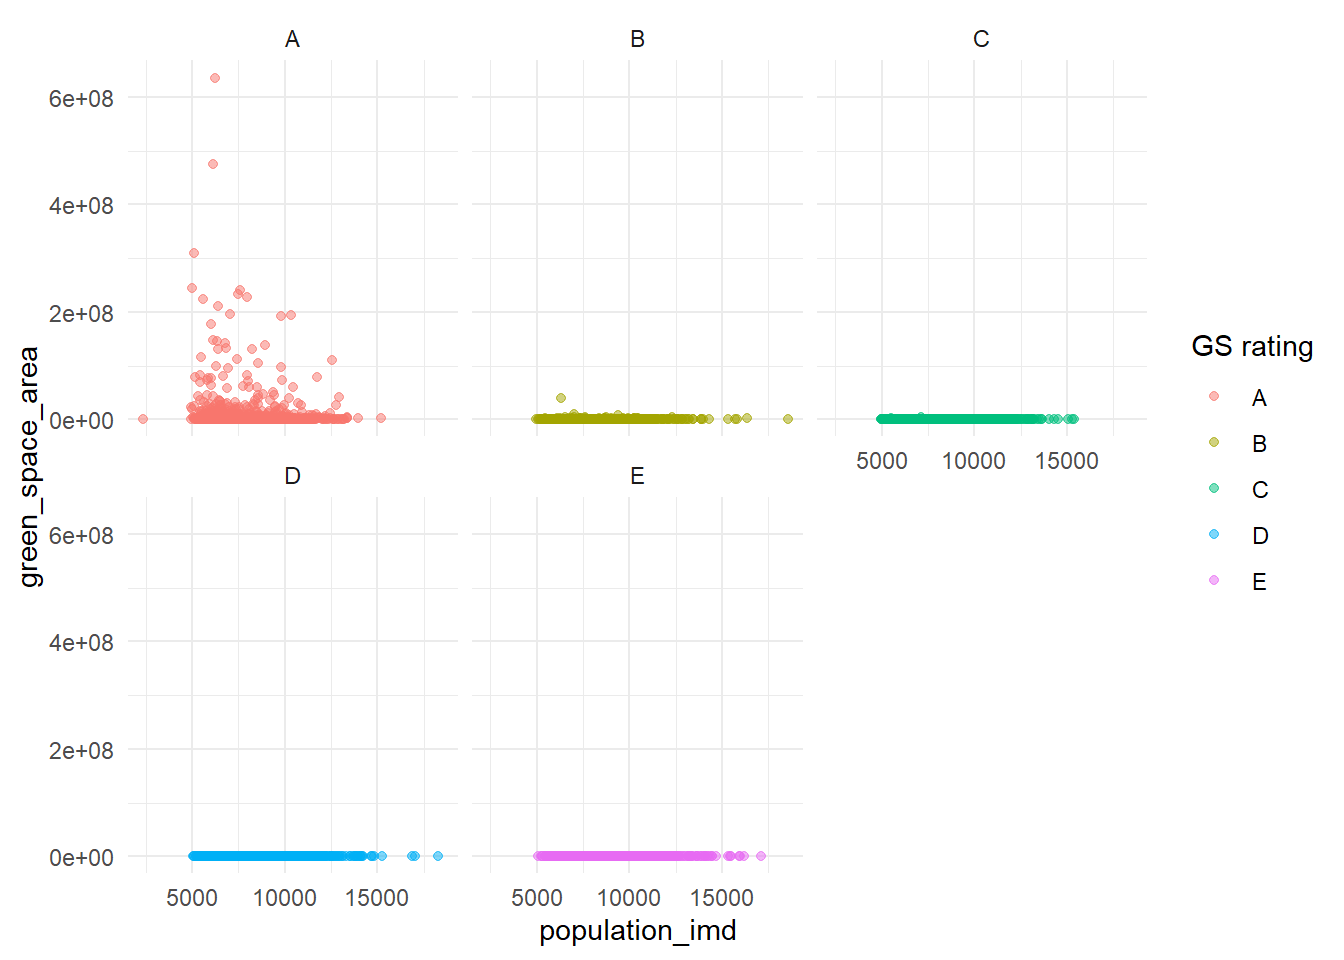 A B C
6e+08
4e+08
2e+08
0e+00
5000 10000 15000
D E
6e+08
4e+08
2e+08
0e+00
5000 10000 15000 5000 10000 15000
population_imd
green_space_area
GS rating
A
B
C
D
E